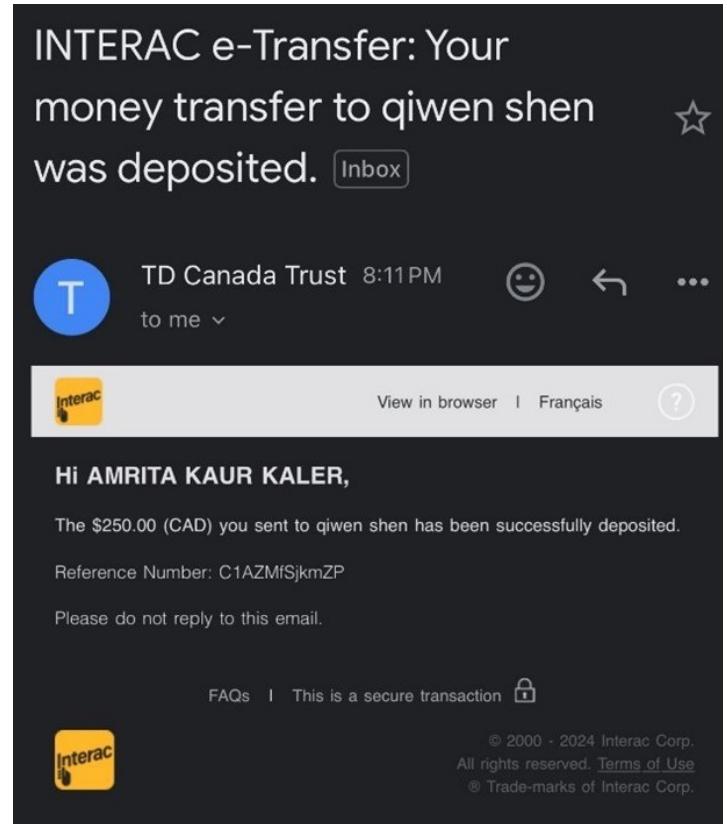 INTERAC e-Transfer: Your
money transfer to qiwen shen
was deposited. Inbox
T
TD Canada Trust 8:11 PM
to me
Interac
View in browser | Français
?
Hi AMRITA KAUR KALER,
The $250.00 (CAD) you sent to qiwen shen has been successfully deposited.
Reference Number: C1AZMfSjkmZP
Please do not reply to this email.
FAQs | This is a secure transaction
Interac
© 2000 - 2024 Interac Corp.
All rights reserved. Terms of Use
® Trade-marks of Interac Corp.